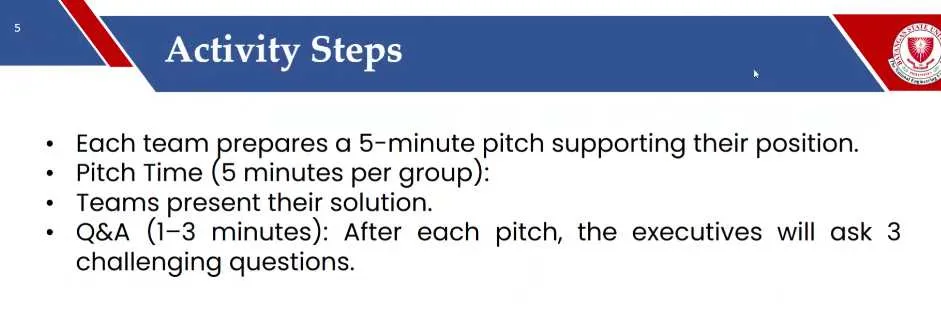 5
Activity Steps
• Each team prepares a 5-minute pitch supporting their position.
• Pitch Time (5 minutes per group):
• Teams present their solution.
• Q&A (1–3 minutes): After each pitch, the executives will ask 3
challenging questions.